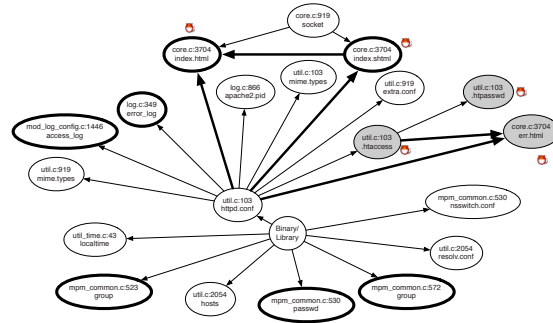 core.c:919
socket
core.c:3704
index.html
core.c:3704
index.shtml
log.c:866
apache2.pid
util.c:103
mime.types
util.c:919
extra.conf
util.c:103
.htpasswd
log.c:349
error_log
mod_log_config.c:1446
access_log
util.c:103
.htaccess
core.c:3704
err.html
util.c:919
mime.types
util.c:103
httpd.conf
mpm_common.c:530
nsswitch.conf
Binary/
Library
util_time.c:43
localtime
util.c:2054
resolv.conf
mpm_common.c:523
group
util.c:2054
hosts
mpm_common.c:530
passwd
mpm_common.c:572
group